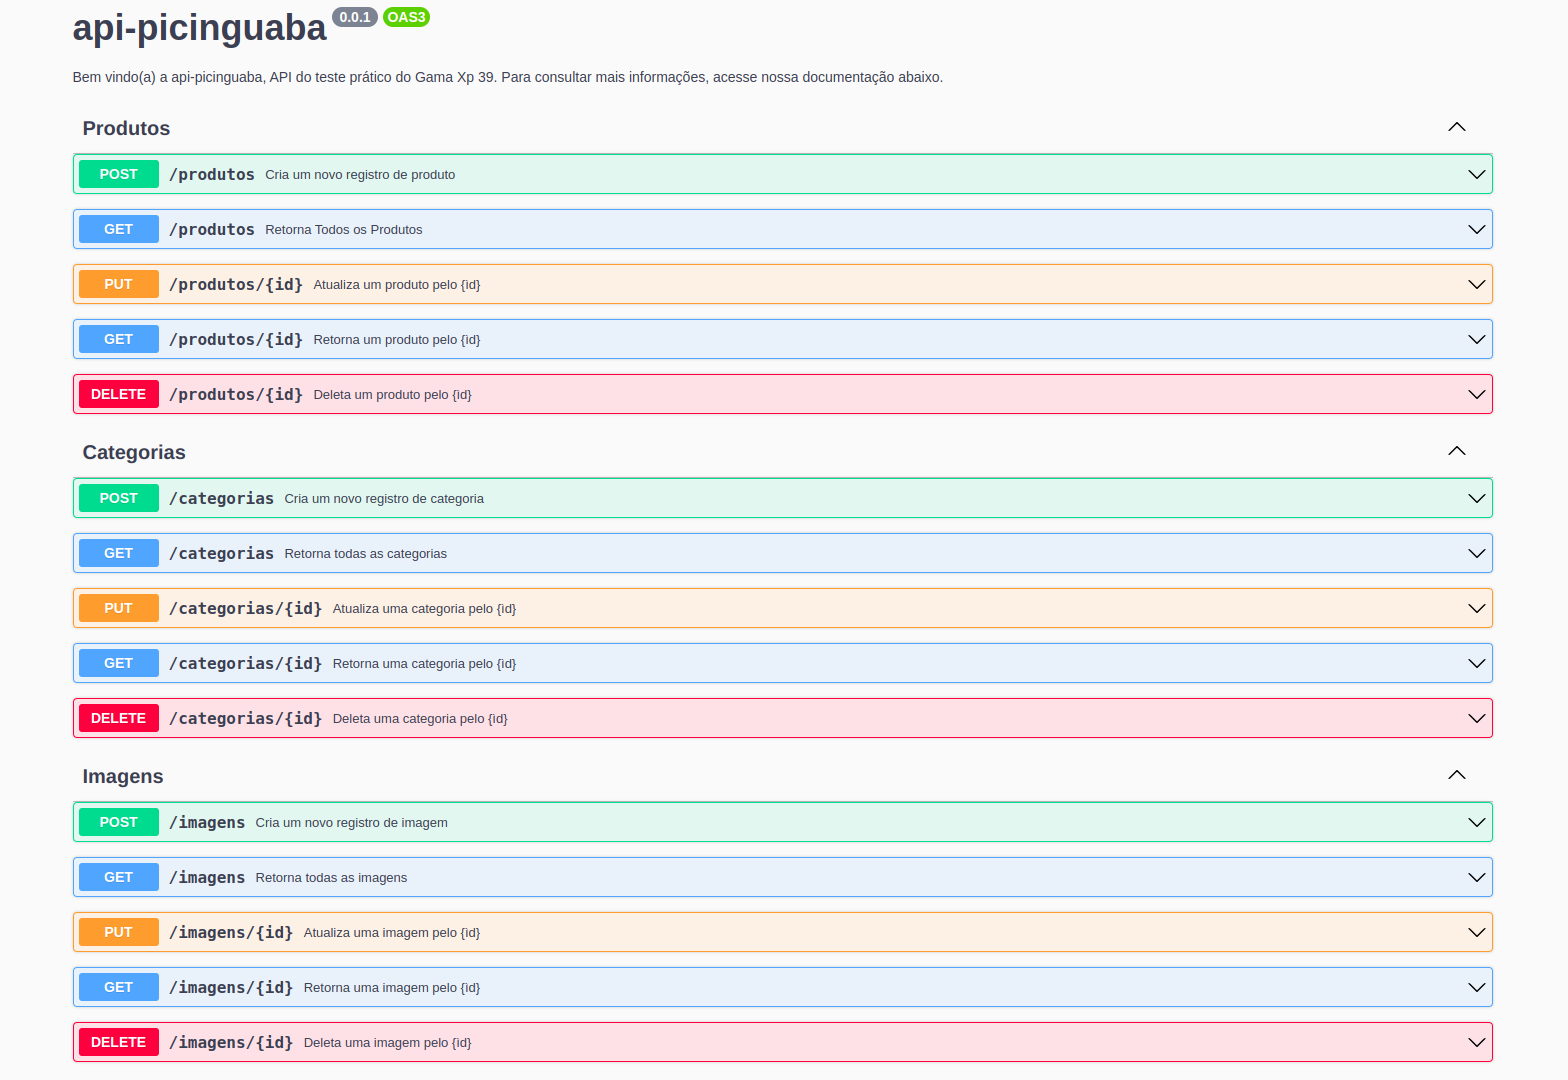 api-picinguaba 0.0.1 OAS3
Bem vindo(a) a api-picinguaba, API do teste prático do Gama Xp 39. Para consultar mais informações, acesse nossa documentação abaixo.
Produtos
POST /produtos Cria um novo registro de produto
GET /produtos Retorna Todos os Produtos
PUT /produtos/{id} Atualiza um produto pelo {id}
GET /produtos/{id} Retorna um produto pelo {id}
DELETE /produtos/{id} Deleta um produto pelo {id}
Categorias
POST /categorias Cria um novo registro de categoria
GET /categorias Retorna todas as categorias
PUT /categorias/{id} Atualiza uma categoria pelo {id}
GET /categorias/{id} Retorna uma categoria pelo {id}
DELETE /categorias/{id} Deleta uma categoria pelo {id}
Imagens
POST /imagens Cria um novo registro de imagem
GET /imagens Retorna todas as imagens
PUT /imagens/{id} Atualiza uma imagem pelo {id}
GET /imagens/{id} Retorna uma imagem pelo {id}
DELETE /imagens/{id} Deleta uma imagem pelo {id}